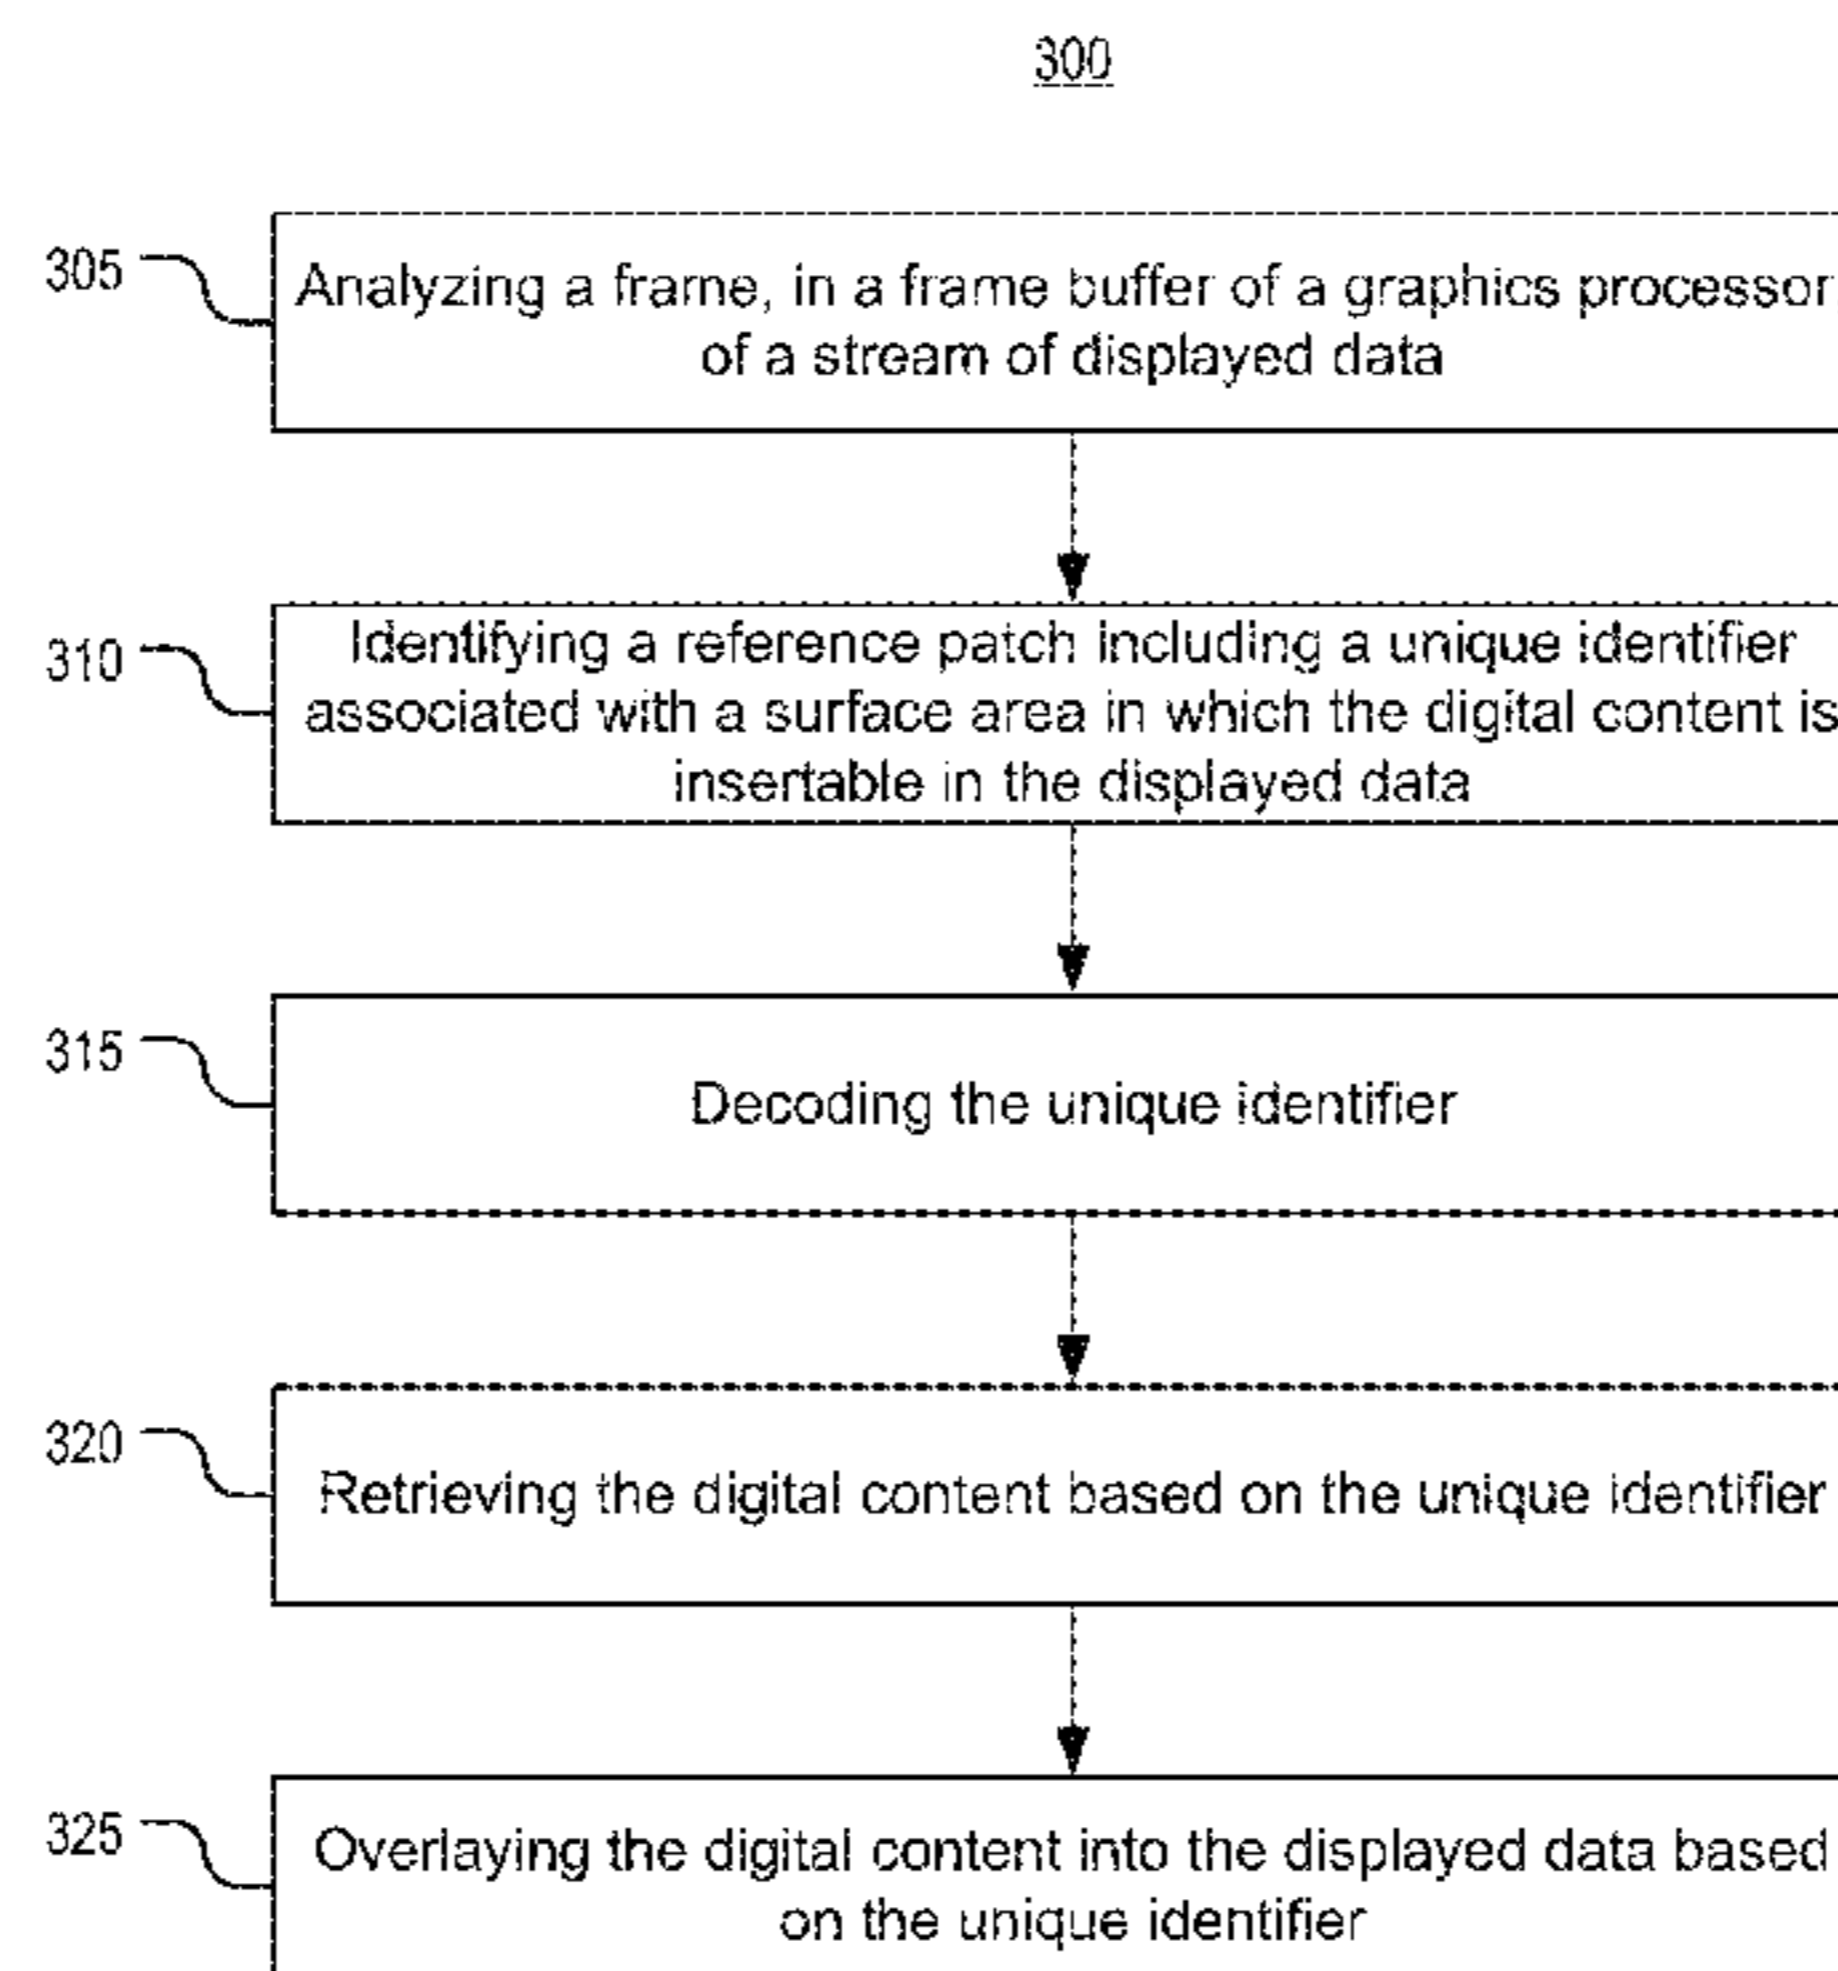 300
305
Analyzing a frame, in a frame buffer of a graphics processor
of a stream of displayed data
310
Identifying a reference patch including a unique identifier
associated with a surface area in which the digital content is
insertable in the displayed data
315
Decoding the unique identifier
320
Retrieving the digital content based on the unique identifier
325
Overlaying the digital content into the displayed data based
on the unique identifier